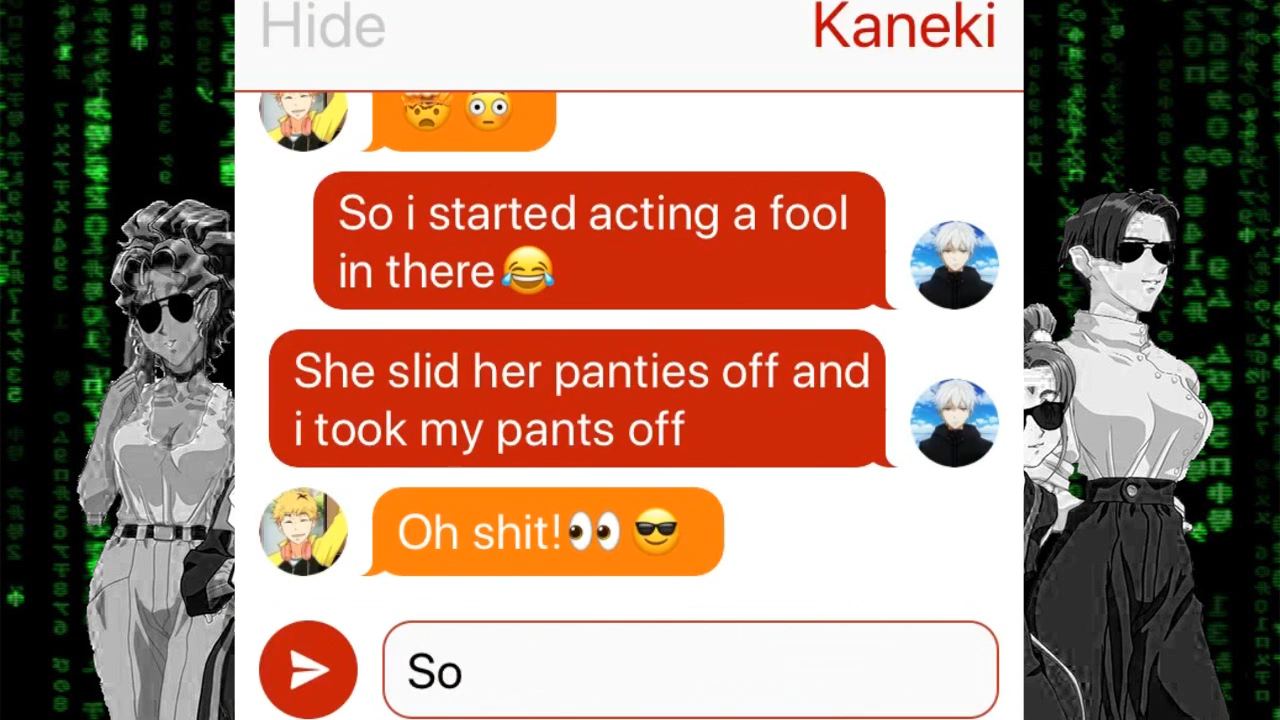 Hide
Kaneki
🤯😳
So i started acting a fool
in there😂
She slid her panties off and
i took my pants off
Oh shit!👀😎
So